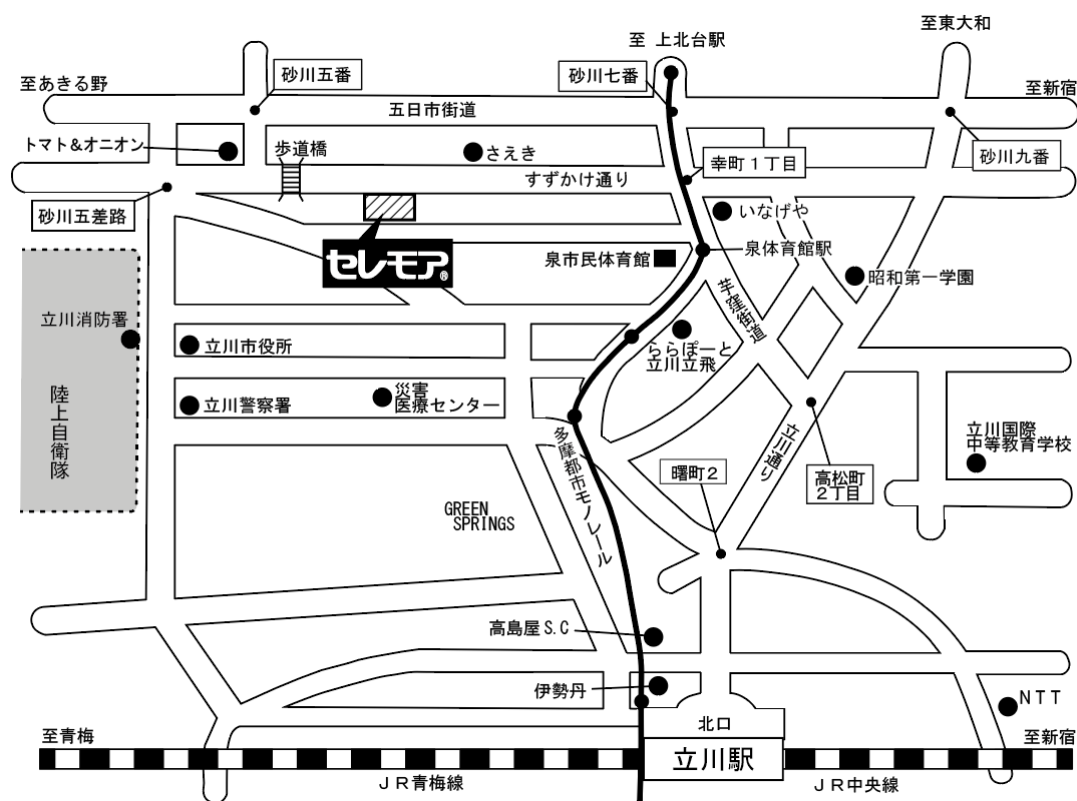 至東大和
至 上北台駅
砂川五番
砂川七番
至あきる野
至新宿
五日市街道
トマト&オニオン
歩道橋
さえき
幸町1丁目
砂川九番
すずかけ通り
砂川五差路
いなげや
セレモア®
泉市民体育館
泉体育館駅
昭和第一学園
芋窪街道
立川消防署
立川市役所
ららぽーと
立川立飛
陸上自衛隊
立川警察署
災害
医療センター
多摩都市モノレール
立川通り
立川国際
中等教育学校
曙町2
高松町
2丁目
GREEN
SPRINGS
高島屋S.C
伊勢丹
NTT
北口
至青梅
立川駅
至新宿
JR青梅線
JR中央線